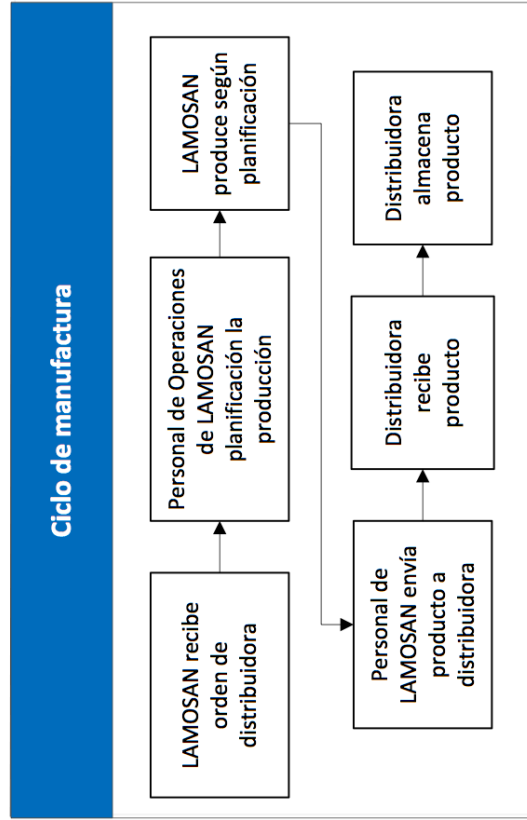 Ciclo de manufactura
LAMOSAN recibe
orden de
distribuidora
Personal de Operaciones
de LAMOSAN
planificación la
producción
LAMOSAN
produce según
planificación
Personal de
LAMOSAN envía
producto a
distribuidora
Distribuidora
recibe
producto
Distribuidora
almacena
producto